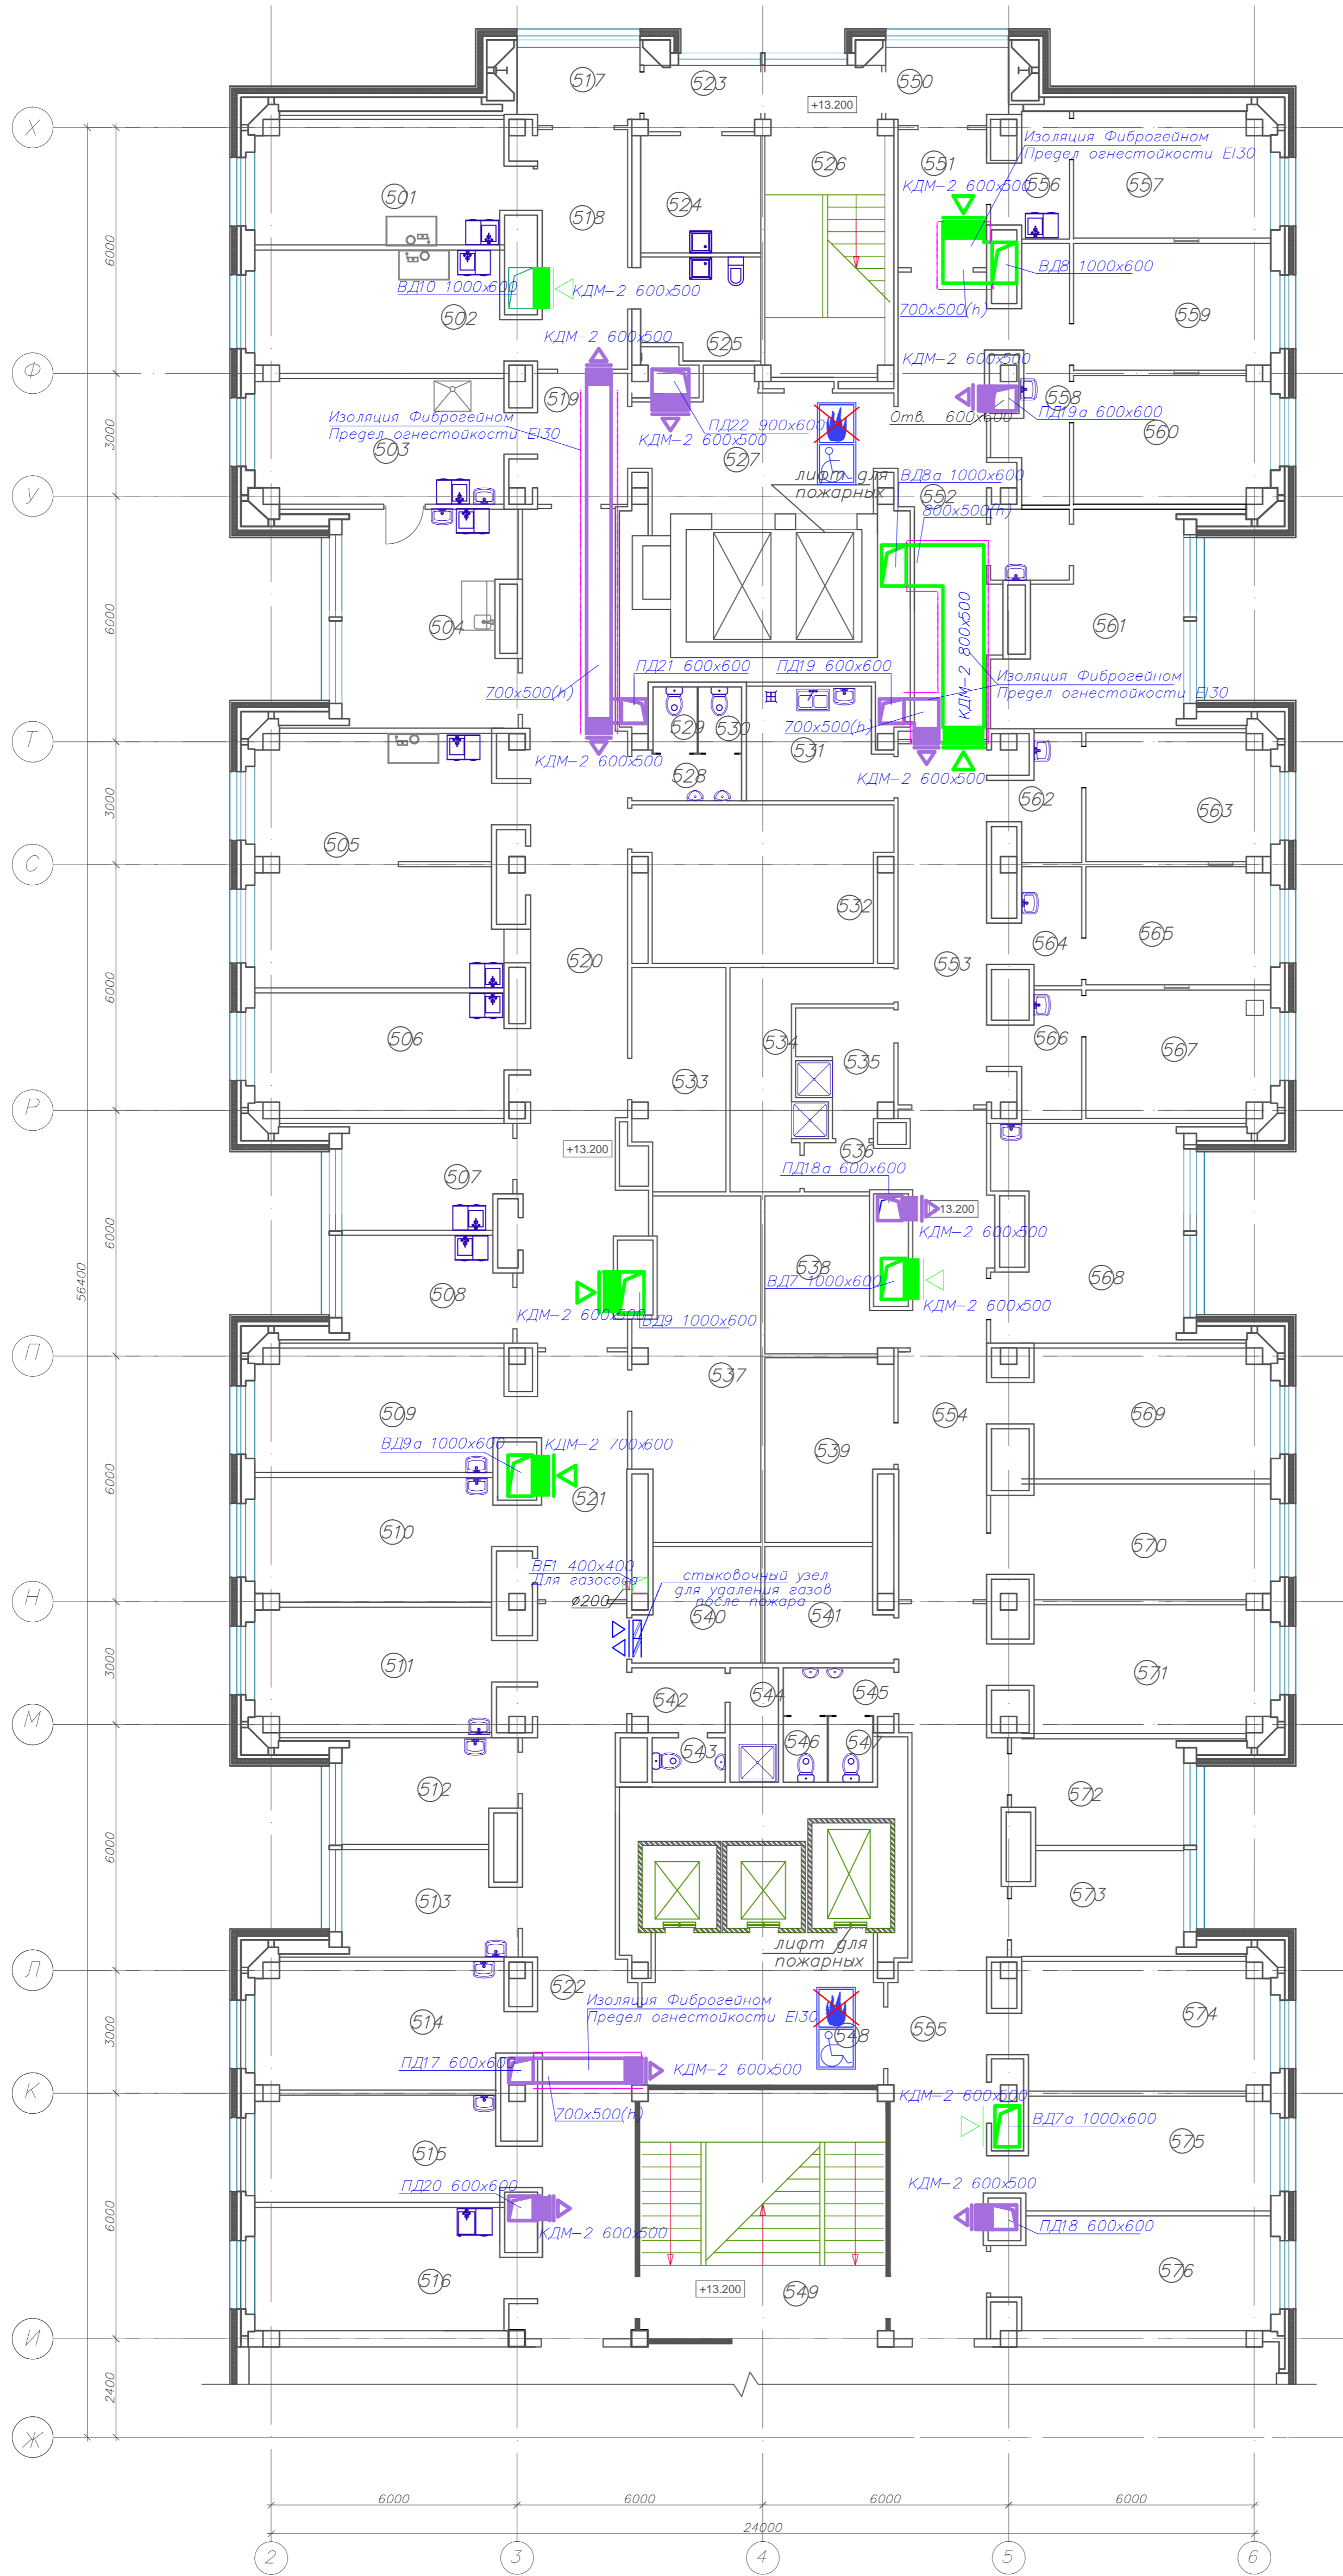 517
523
550
+13.200
Х
Изоляция Фиброгейном
Предел огнестойкости EI30
526
551
501
КДМ-2 600х500
556
557
518
524
6000
ВД8 1000х600
ВД10 1000х600
КДМ-2 600х500
700х500(h)
502
559
КДМ-2 600х500
525
КДМ-2 600х500
Ф
519
558
Изоляция Фиброгейном
Предел огнестойкости EI30
ПД22 900х600
Отв. 600х600
ПД19а 600х600
КДМ-2 600х500
560
3000
503
527
лифт для
пожарных
ВД8а 1000х600
У
552
800х500(h)
6000
504
561
КДМ-2 800х500
ПД21 600х600
ПД19 600х600
Изоляция Фиброгейном
Предел огнестойкости EI30
700х500(h)
529
530
700х500(h)
Т
531
КДМ-2 600х500
528
КДМ-2 600х500
562
563
3000
505
С
532
565
564
520
553
6000
506
534
566
567
535
533
Р
+13.200
536
507
ПД18а 600х600
13.200
КДМ-2 600х500
6000
56400
538
568
ВД7 1000х600
508
КДМ-2 600х500
КДМ-2 600х500
ВД9 1000х600
П
537
509
554
569
ВД9а 1000х600
КДМ-2 700х600
539
6000
521
510
570
ВЕ1 400х400
Для газососа
стыковочный узел
для удаления газов
после пожара
Н
ø200
540
541
511
571
3000
542
544
545
М
543
546
547
512
572
6000
513
573
лифт для
пожарных
Л
522
Изоляция Фиброгейном
Предел огнестойкости EI30
514
548
555
574
3000
ПД17 600х600
КДМ-2 600х500
К
КДМ-2 600х500
700х500(h)
ВД7а 1000х600
515
575
ПД20 600х600
КДМ-2 600х500
6000
КДМ-2 600х500
ПД18 600х600
516
+13.200
549
576
И
2400
Ж
6000
6000
6000
6000
24000
2
3
4
5
6